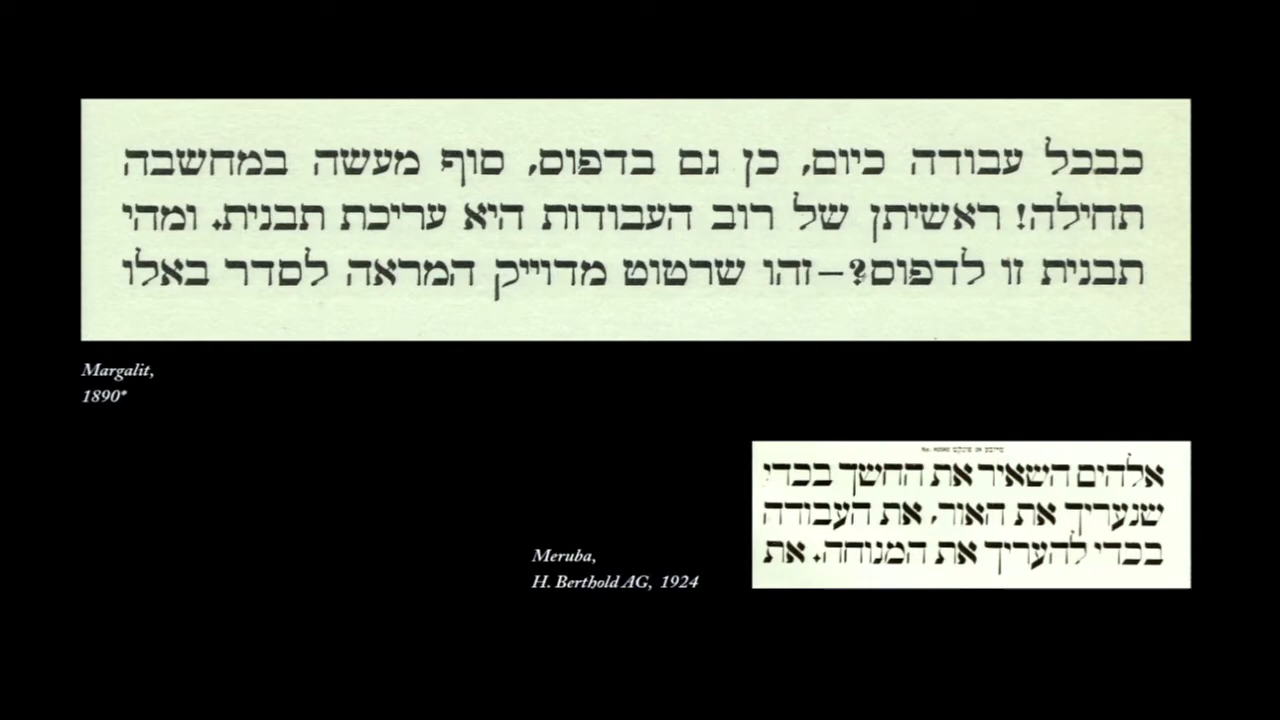 כבכל עבודה כיום, כן גם בדפוס, סוף מעשה במחשבה
תחילה! ראשיתן של רוב העבודות היא עריכת תבנית. ומהי
תבנית זו לדפוס?—זהו שרטוט מדוייק המראה לסדר באלו
Margalit,
1890*
אלהים השאיר את החשך בכדי
שנעריך את האור, את העבודה
בכדי להעריך את המנוחה. את
Meruba,
H. Berthold AG, 1924